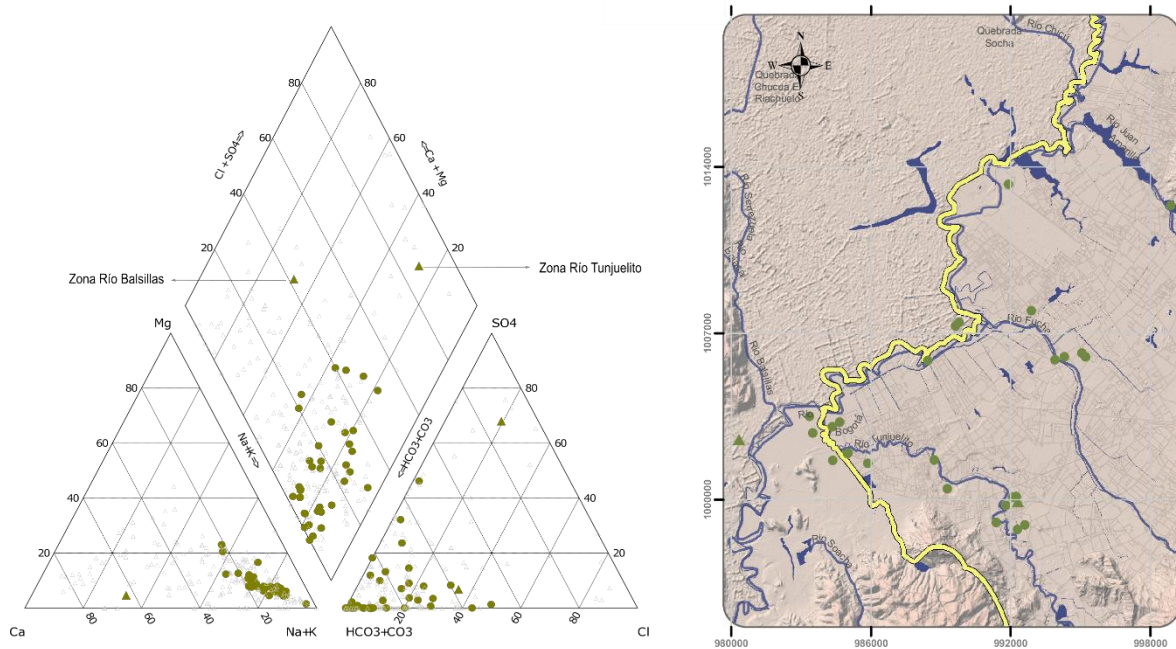 80
80
60
60
40
40
20
20
Cl +SO4=>
<=Ca+Mg
Zona Río Balsillas
Zona Río Tunjuelito
Mg
SO4
80
80
60
60
40
40
20
20
Na+K=>
<=HCO3+CO3
80
60
40
20
20
40
60
80
Ca
Na+K
HCO3+CO3
Cl
N
W
E
S
Quebrada
Socha
Río Chicú
Quebrada
Chucua El
Riachuelo
Río Juan
Amarillo
Río Serrezuela
Río Fucha
Río Balsillas
Río
Bogotá
Río Tunjuelito
Río Soacha
1014000
1007000
1000000
980000
986000
992000
998000